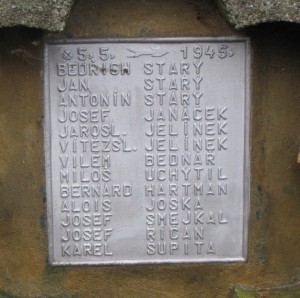 * 5. 5. 1945.
BEDŘICH STARÝ
JAN STARÝ
ANTONÍN STARÝ
JOSEF JANÁČEK
JAROSL. JELÍNEK
VÍTĚZSL. JELÍNEK
VILÉM BEDNÁŘ
MILOŠ UCHYTIL
BERNARD HARTMAN
ALOIS JOSKA
JOSEF SMEJKAL
JOSEF ŘÍČAN
KAREL SUPITA